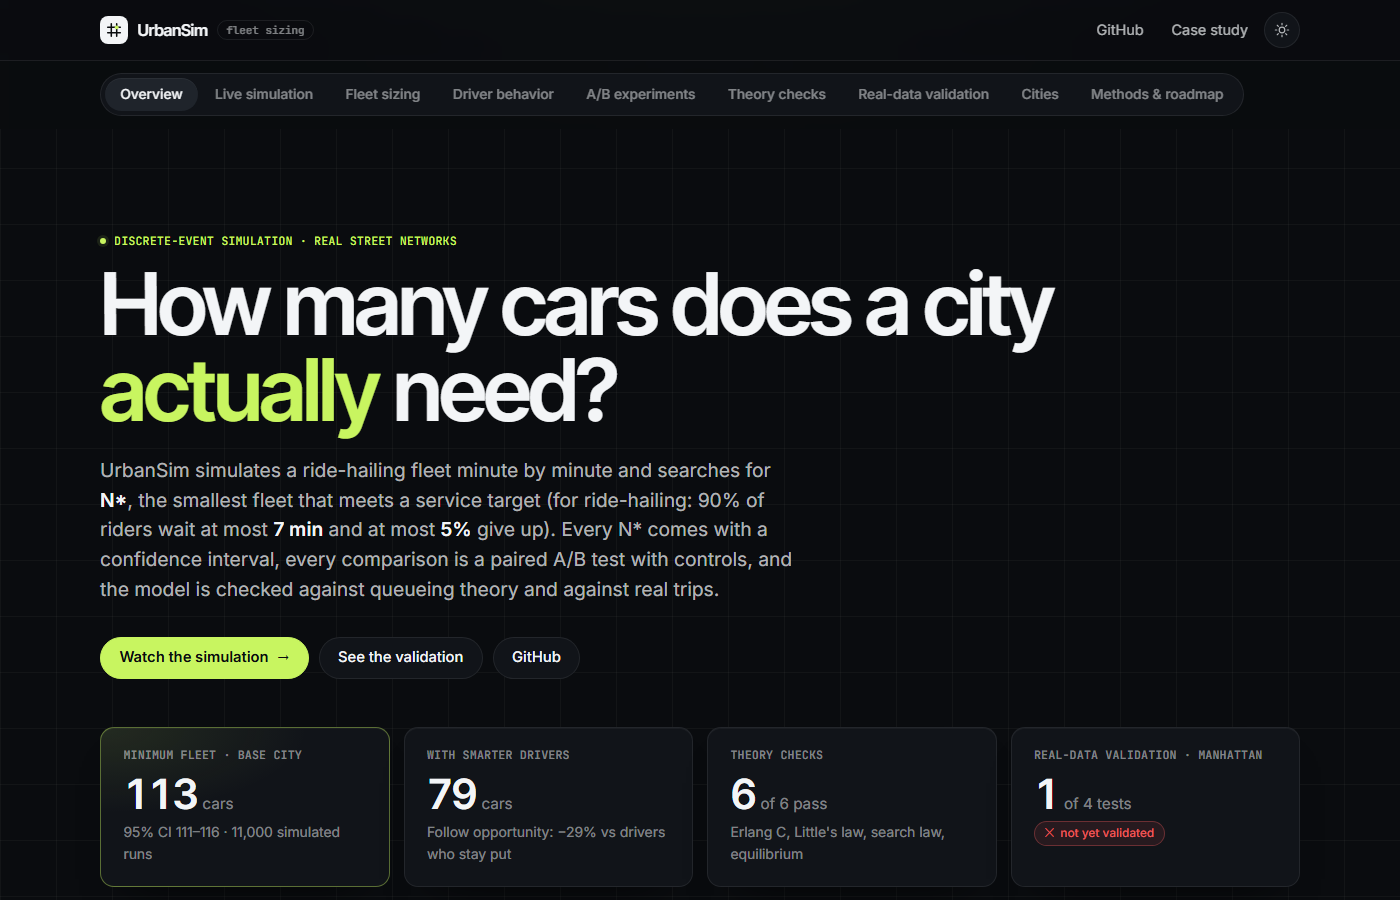 UrbanSim fleet sizing GitHub Case study
Overview Live simulation Fleet sizing Driver behavior A/B experiments Theory checks Real-data validation Cities Methods & roadmap
DISCRETE-EVENT SIMULATION · REAL STREET NETWORKS
How many cars does a city
actually need?
UrbanSim simulates a ride-hailing fleet minute by minute and searches for
N*, the smallest fleet that meets a service target (for ride-hailing: 90% of
riders wait at most 7 min and at most 5% give up). Every N* comes with a
confidence interval, every comparison is a paired A/B test with controls, and
the model is checked against queueing theory and against real trips.
Watch the simulation → See the validation GitHub
MINIMUM FLEET · BASE CITY
113 cars
95% CI 111–116 · 11,000 simulated
runs
WITH SMARTER DRIVERS
79 cars
Follow opportunity: −29% vs drivers
who stay put
THEORY CHECKS
6 of 6 pass
Erlang C, Little's law, search law,
equilibrium
REAL-DATA VALIDATION · MANHATTAN
1 of 4 tests
✕ not yet validated